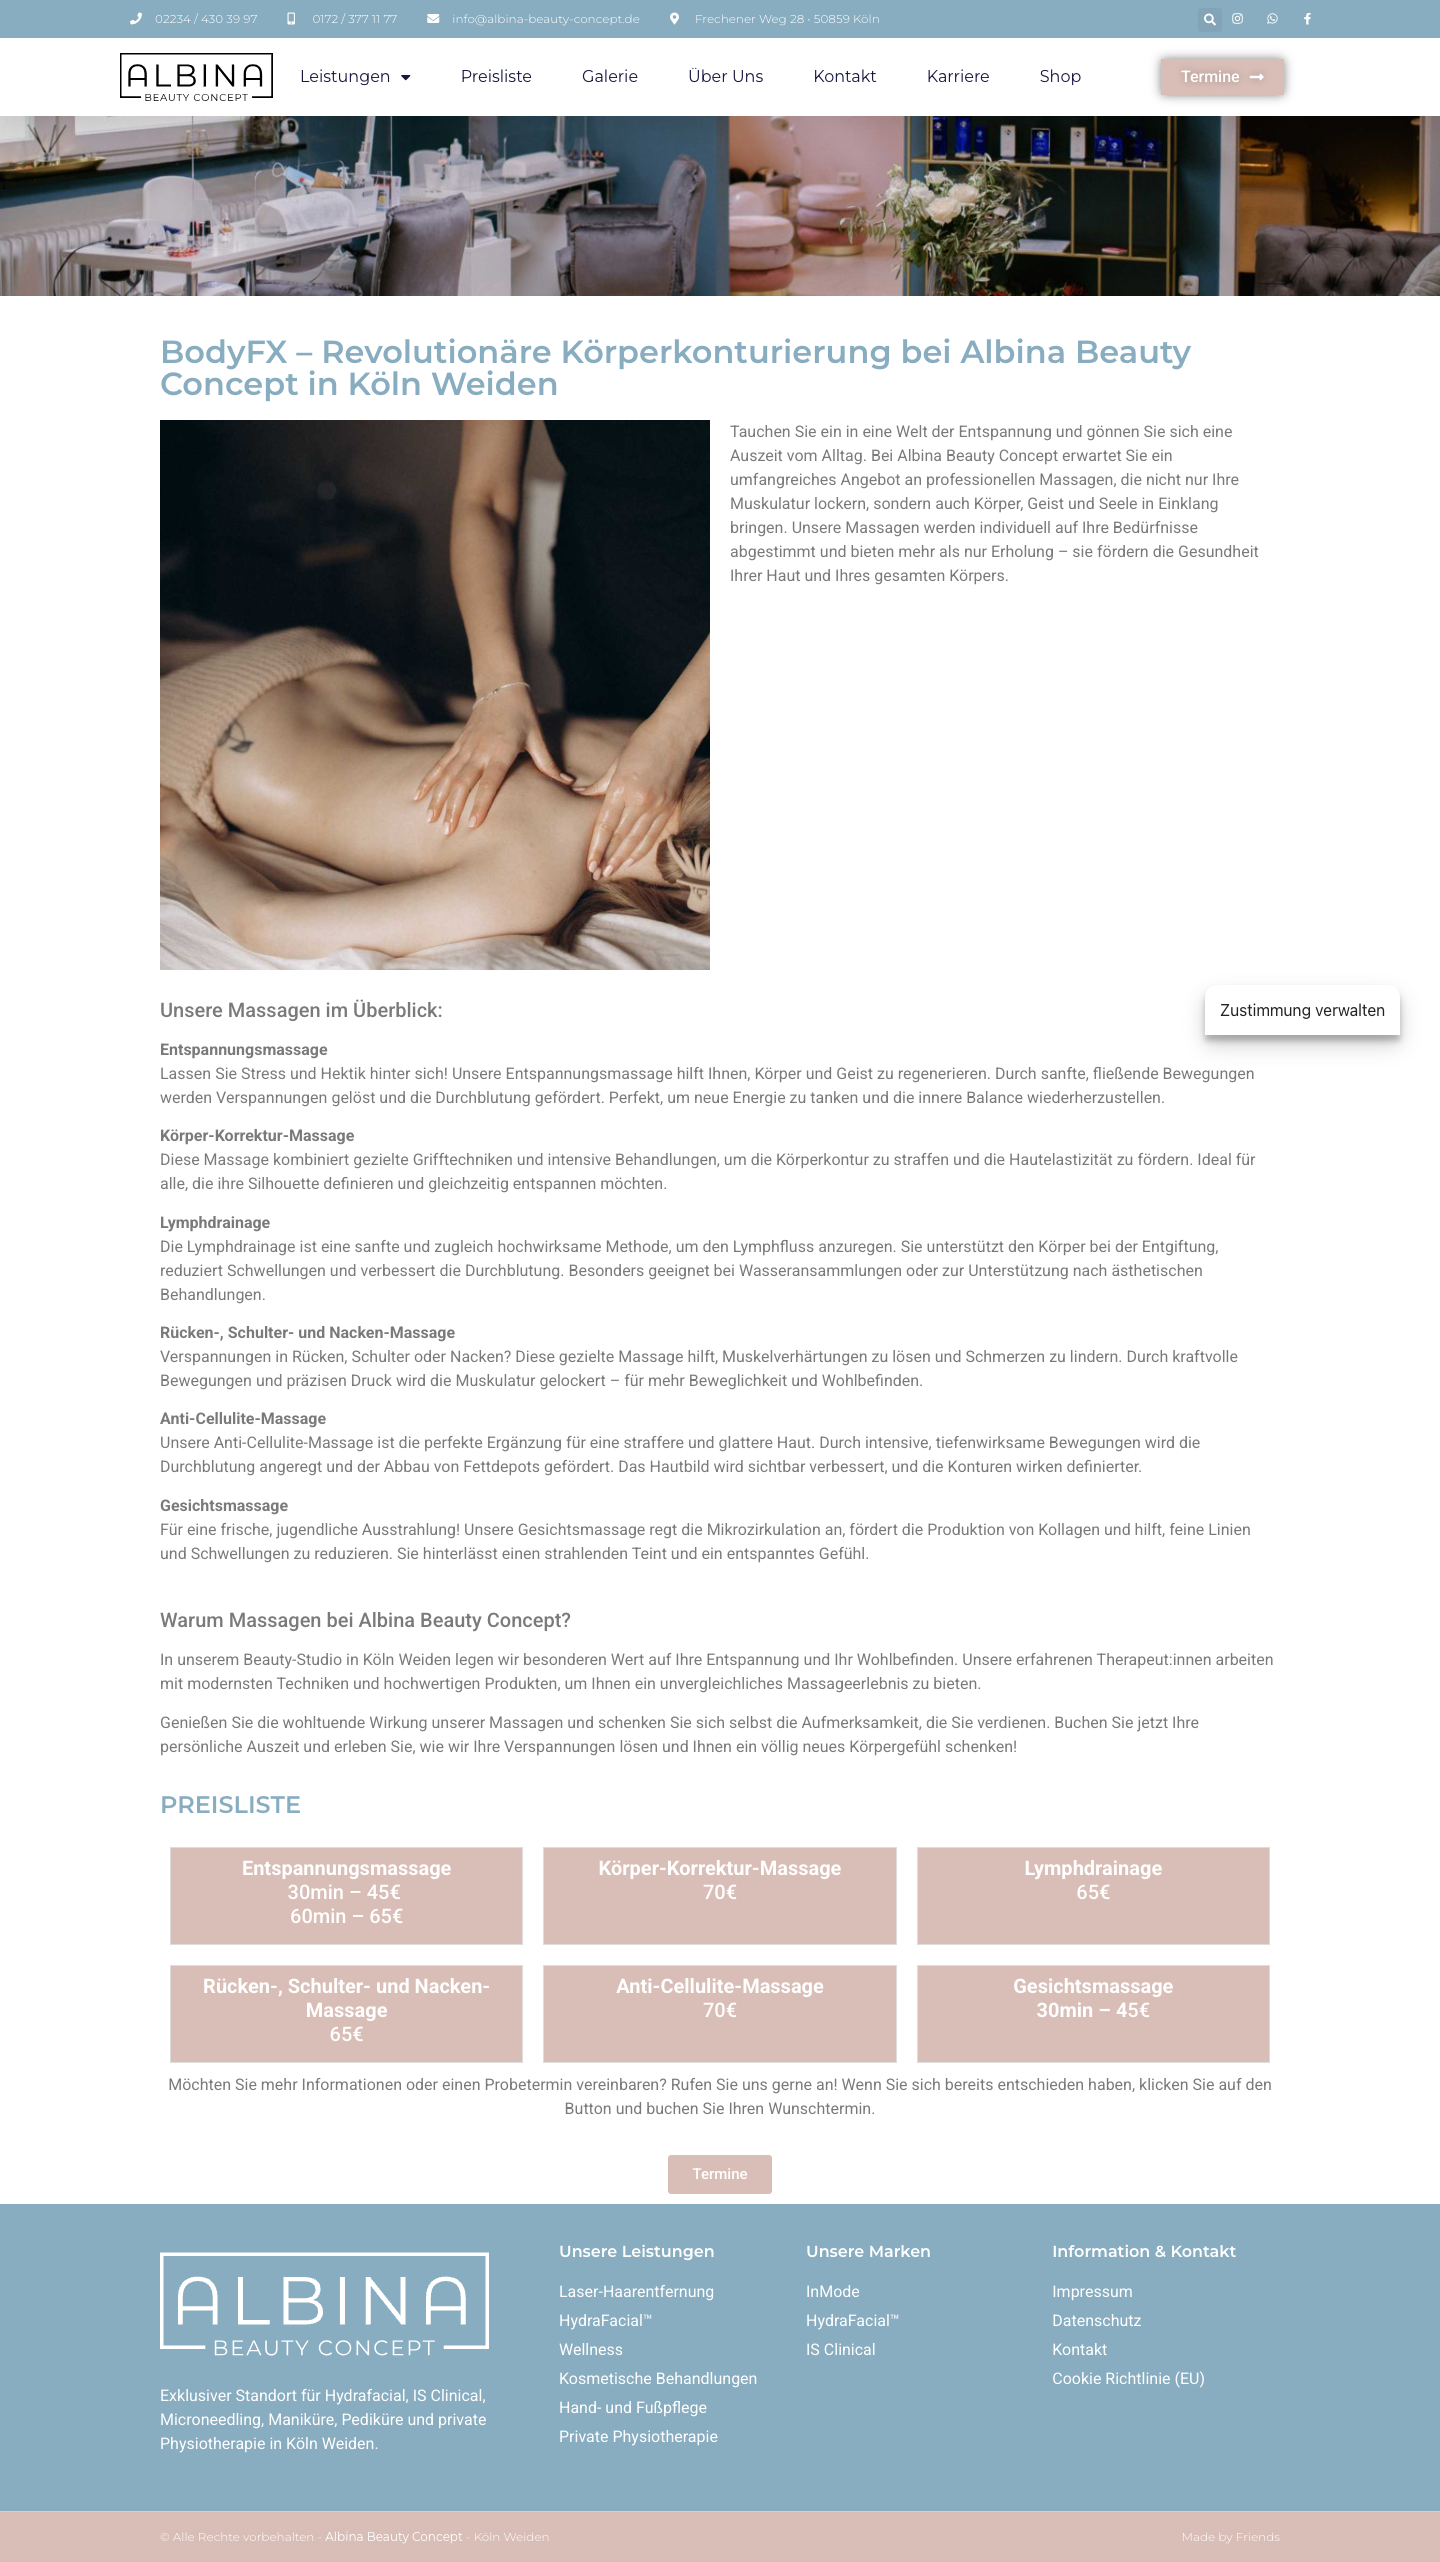 02234 / 430 39 97
0172 / 377 11 77
info@albina-beauty-concept.de
Frechener Weg 28 • 50859 Köln
ALBINA
BEAUTY CONCEPT
Leistungen
Preisliste
Galerie
Über Uns
Kontakt
Karriere
Shop
Termine
BodyFX – Revolutionäre Körperkonturierung bei Albina Beauty
Concept in Köln Weiden
Tauchen Sie ein in eine Welt der Entspannung und gönnen Sie sich eine
Auszeit vom Alltag. Bei Albina Beauty Concept erwartet Sie ein
umfangreiches Angebot an professionellen Massagen, die nicht nur Ihre
Muskulatur lockern, sondern auch Körper, Geist und Seele in Einklang
bringen. Unsere Massagen werden individuell auf Ihre Bedürfnisse
abgestimmt und bieten mehr als nur Erholung – sie fördern die Gesundheit
Ihrer Haut und Ihres gesamten Körpers.
Unsere Massagen im Überblick:
Zustimmung verwalten
Entspannungsmassage
Lassen Sie Stress und Hektik hinter sich! Unsere Entspannungsmassage hilft Ihnen, Körper und Geist zu regenerieren. Durch sanfte, fließende Bewegungen
werden Verspannungen gelöst und die Durchblutung gefördert. Perfekt, um neue Energie zu tanken und die innere Balance wiederherzustellen.
Körper-Korrektur-Massage
Diese Massage kombiniert gezielte Grifftechniken und intensive Behandlungen, um die Körperkontur zu straffen und die Hautelastizität zu fördern. Ideal für
alle, die ihre Silhouette definieren und gleichzeitig entspannen möchten.
Lymphdrainage
Die Lymphdrainage ist eine sanfte und zugleich hochwirksame Methode, um den Lymphfluss anzuregen. Sie unterstützt den Körper bei der Entgiftung,
reduziert Schwellungen und verbessert die Durchblutung. Besonders geeignet bei Wasseransammlungen oder zur Unterstützung nach ästhetischen
Behandlungen.
Rücken-, Schulter- und Nacken-Massage
Verspannungen in Rücken, Schulter oder Nacken? Diese gezielte Massage hilft, Muskelverhärtungen zu lösen und Schmerzen zu lindern. Durch kraftvolle
Bewegungen und präzisen Druck wird die Muskulatur gelockert – für mehr Beweglichkeit und Wohlbefinden.
Anti-Cellulite-Massage
Unsere Anti-Cellulite-Massage ist die perfekte Ergänzung für eine straffere und glattere Haut. Durch intensive, tiefenwirksame Bewegungen wird die
Durchblutung angeregt und der Abbau von Fettdepots gefördert. Das Hautbild wird sichtbar verbessert, und die Konturen wirken definierter.
Gesichtsmassage
Für eine frische, jugendliche Ausstrahlung! Unsere Gesichtsmassage regt die Mikrozirkulation an, fördert die Produktion von Kollagen und hilft, feine Linien
und Schwellungen zu reduzieren. Sie hinterlässt einen strahlenden Teint und ein entspanntes Gefühl.
Warum Massagen bei Albina Beauty Concept?
In unserem Beauty-Studio in Köln Weiden legen wir besonderen Wert auf Ihre Entspannung und Ihr Wohlbefinden. Unsere erfahrenen Therapeut:innen arbeiten
mit modernsten Techniken und hochwertigen Produkten, um Ihnen ein unvergleichliches Massageerlebnis zu bieten.
Genießen Sie die wohltuende Wirkung unserer Massagen und schenken Sie sich selbst die Aufmerksamkeit, die Sie verdienen. Buchen Sie jetzt Ihre
persönliche Auszeit und erleben Sie, wie wir Ihre Verspannungen lösen und Ihnen ein völlig neues Körpergefühl schenken!
PREISLISTE
Entspannungsmassage
30min – 45€
60min – 65€
Körper-Korrektur-Massage
70€
Lymphdrainage
65€
Rücken-, Schulter- und Nacken-
Massage
65€
Anti-Cellulite-Massage
70€
Gesichtsmassage
30min – 45€
Möchten Sie mehr Informationen oder einen Probetermin vereinbaren? Rufen Sie uns gerne an! Wenn Sie sich bereits entschieden haben, klicken Sie auf den
Button und buchen Sie Ihren Wunschtermin.
Termine
ALBINA
BEAUTY CONCEPT
Exklusiver Standort für Hydrafacial, IS Clinical,
Microneedling, Maniküre, Pediküre und private
Physiotherapie in Köln Weiden.
Unsere Leistungen
Laser-Haarentfernung
HydraFacial™
Wellness
Kosmetische Behandlungen
Hand- und Fußpflege
Private Physiotherapie
Unsere Marken
InMode
HydraFacial™
IS Clinical
Information & Kontakt
Impressum
Datenschutz
Kontakt
Cookie Richtlinie (EU)
© Alle Rechte vorbehalten - Albina Beauty Concept - Köln Weiden
Made by Friends